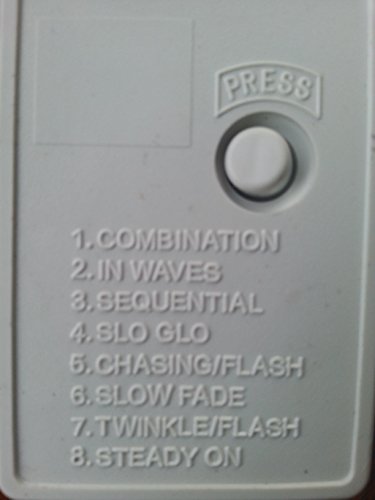 PRESS
1. COMBINATION
2. IN WAVES
3. SEQUENTIAL
4. SLO GLO
5. CHASING/FLASH
6. SLOW FADE
7. TWINKLE/FLASH
8. STEADY ON